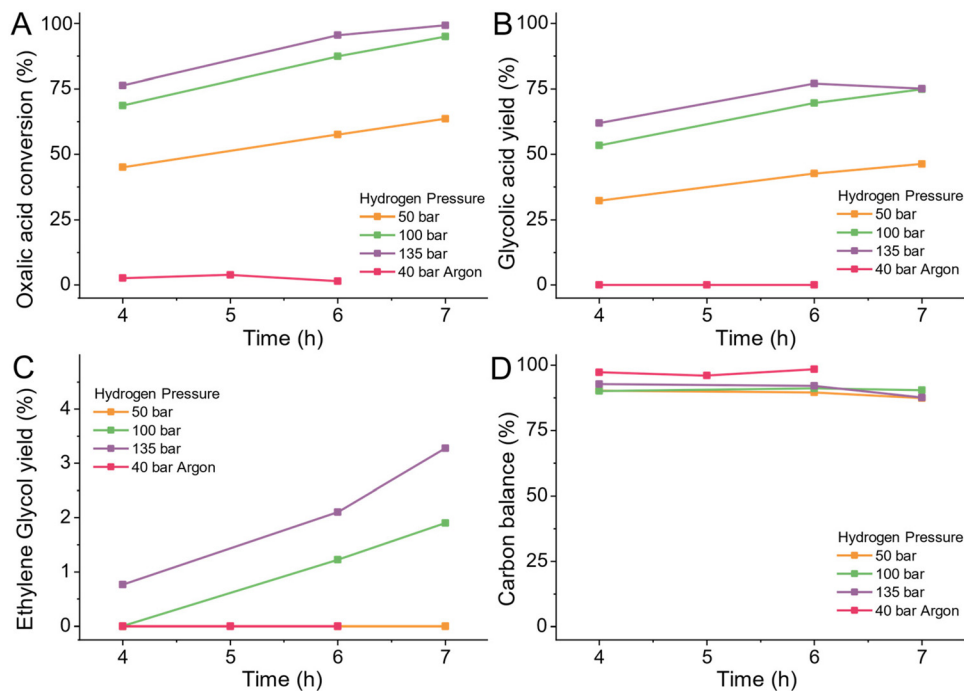 A
Oxalic acid conversion (%)
100
75
50
25
0
Hydrogen Pressure
50 bar
100 bar
135 bar
40 bar Argon
4 5 6 7
Time (h)
B
Glycolic acid yield (%)
100
75
50
25
0
Hydrogen Pressure
50 bar
100 bar
135 bar
40 bar Argon
4 5 6 7
Time (h)
C
Ethylene Glycol yield (%)
4
3
2
1
0
Hydrogen Pressure
50 bar
100 bar
135 bar
40 bar Argon
4 5 6 7
Time (h)
D
Carbon balance (%)
100
75
50
25
0
Hydrogen Pressure
50 bar
100 bar
135 bar
40 bar Argon
4 5 6 7
Time (h)